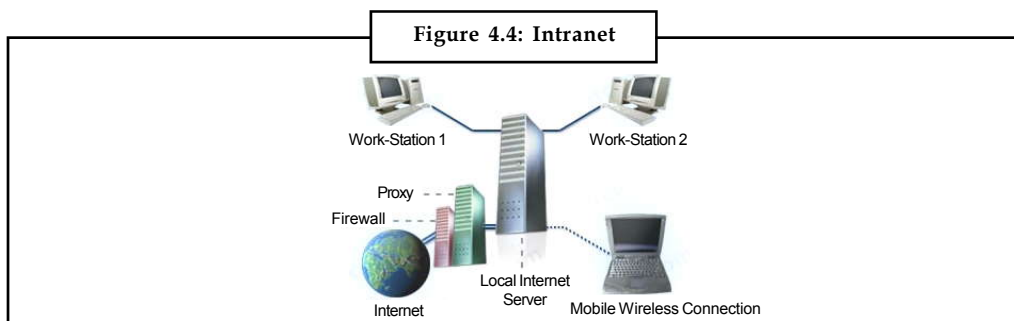 Figure 4.4: Intranet
Work-Station 1
Work-Station 2
Proxy
Firewall
Internet
Local Internet
Server
Mobile Wireless Connection